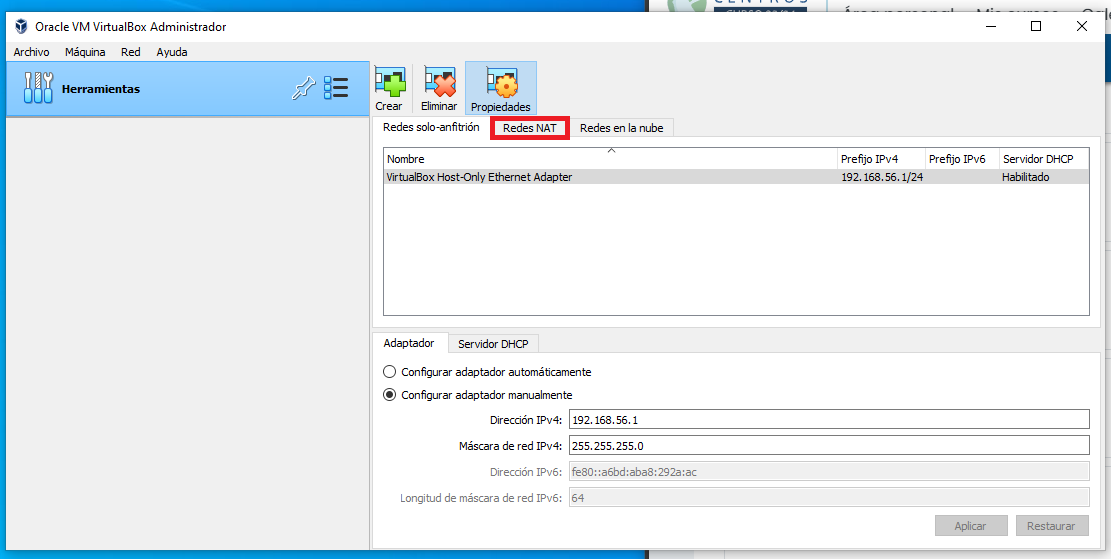 CENTROS
Oracle VM VirtualBox Administrador
Archivo Máquina Red Ayuda
Herramientas
Crear Eliminar Propiedades
Redes solo-anfitrión Redes NAT Redes en la nube
Nombre Prefijo IPv4 Prefijo IPv6 Servidor DHCP
VirtualBox Host-Only Ethernet Adapter 192.168.56.1/24 Habilitado
Adaptador Servidor DHCP
Configurar adaptador automáticamente
Configurar adaptador manualmente
Dirección IPv4: 192.168.56.1
Máscara de red IPv4: 255.255.255.0
Dirección IPv6: fe80::a6bd:aba8:292a:ac
Longitud de máscara de red IPv6: 64
Aplicar Restaurar